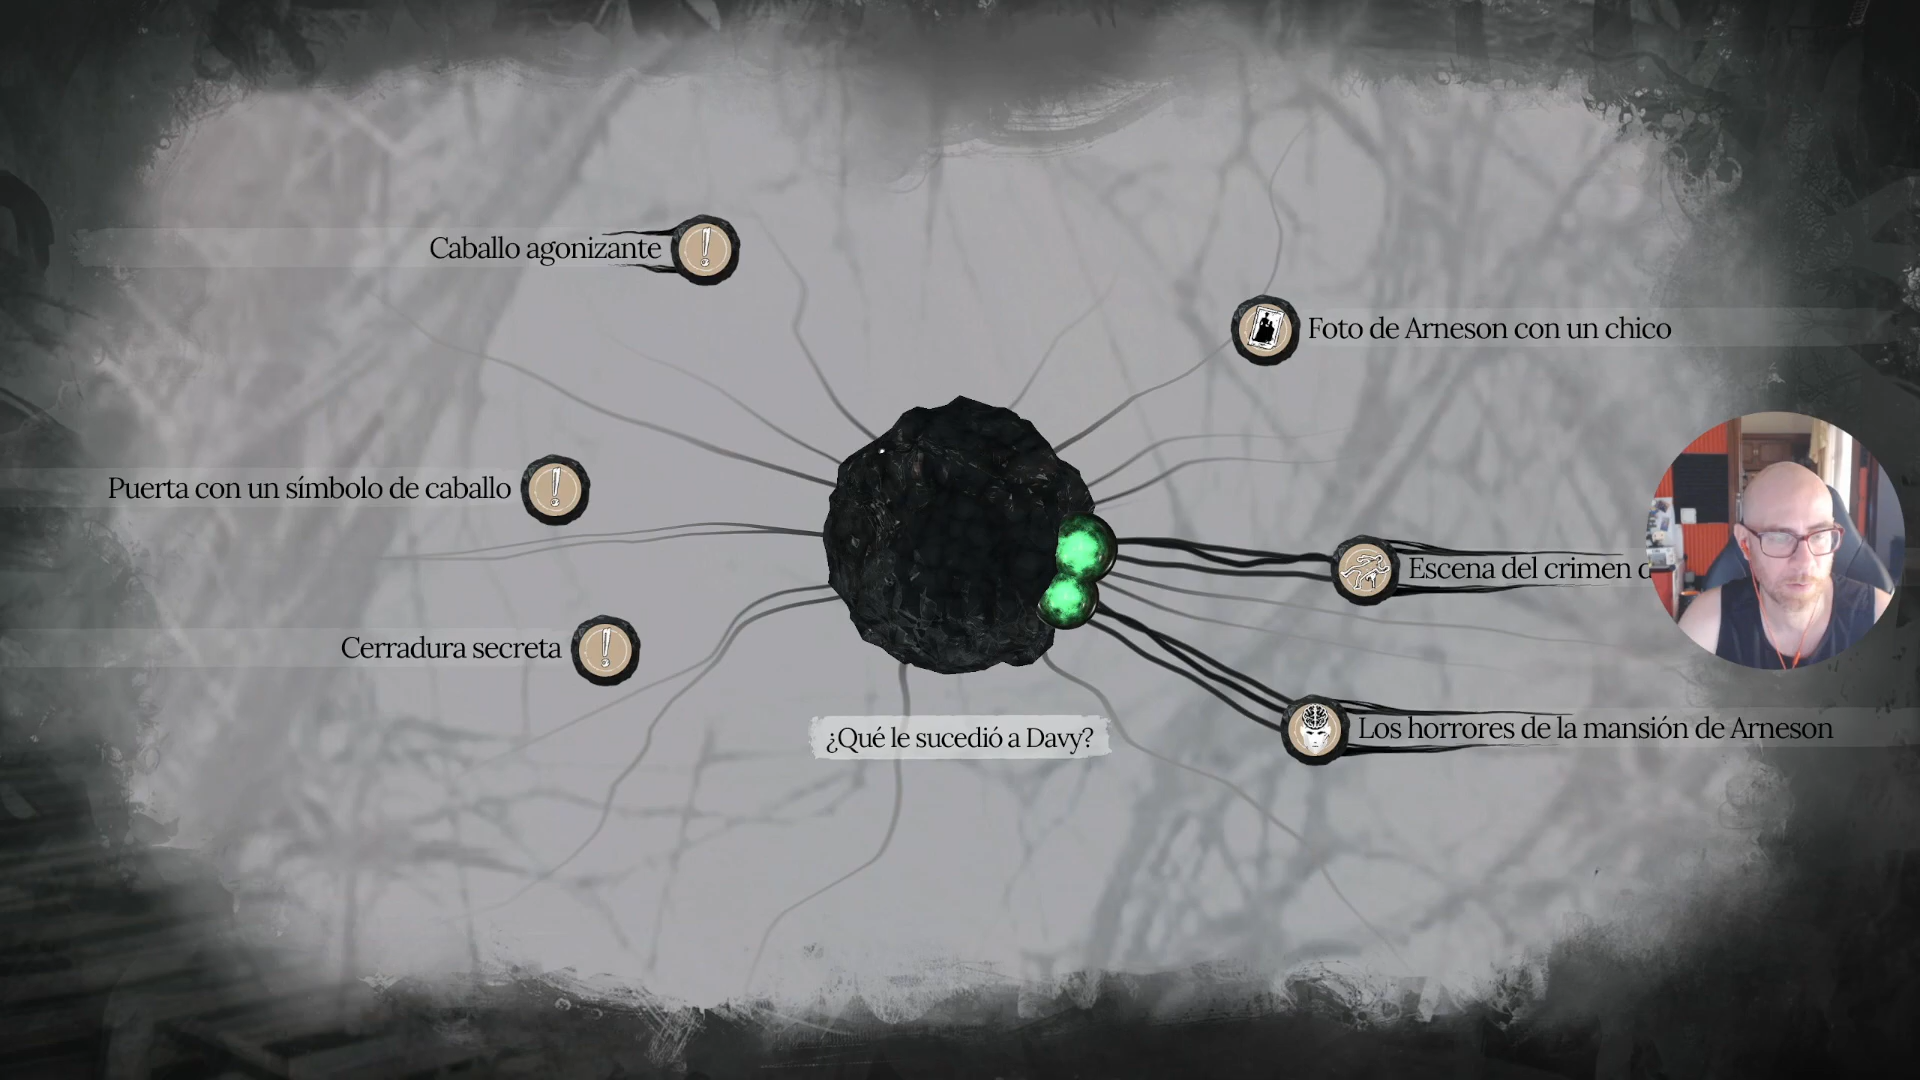 Caballo agonizante
Foto de Arneson con un chico
Puerta con un símbolo de caballo
Escena del crimen
Cerradura secreta
Los horrores de la mansión de Arneson
¿Qué le sucedió a Davy?